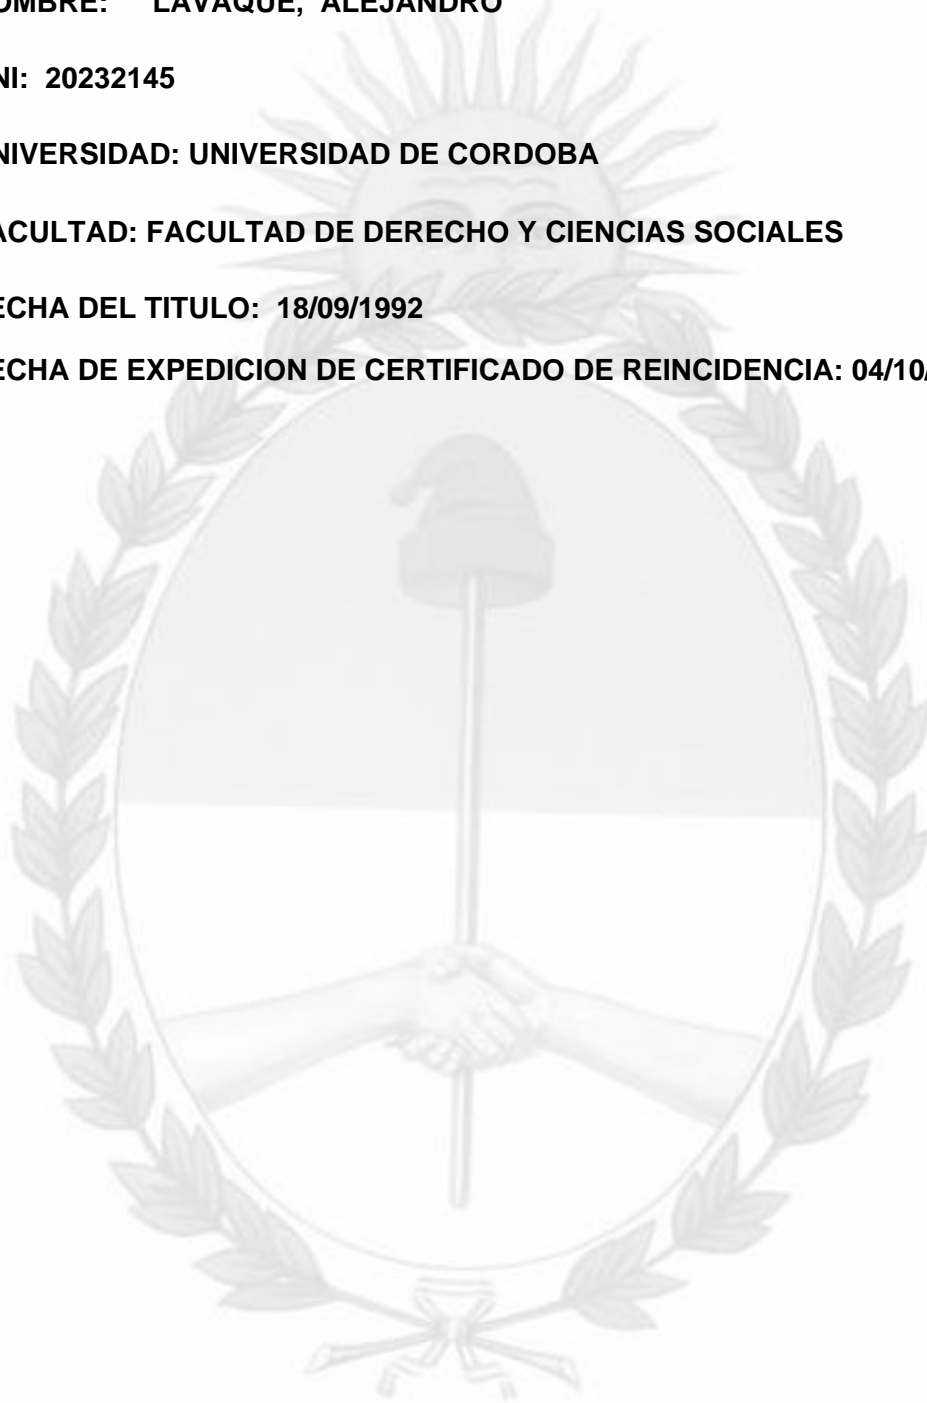 OMBRE: LAVAQUE, ALEJANDRO
NI: 20232145
NIVERSIDAD: UNIVERSIDAD DE CORDOBA
ACULTAD: FACULTAD DE DERECHO Y CIENCIAS SOCIALES
ECHA DEL TITULO: 18/09/1992
ECHA DE EXPEDICION DE CERTIFICADO DE REINCIDENCIA: 04/10/